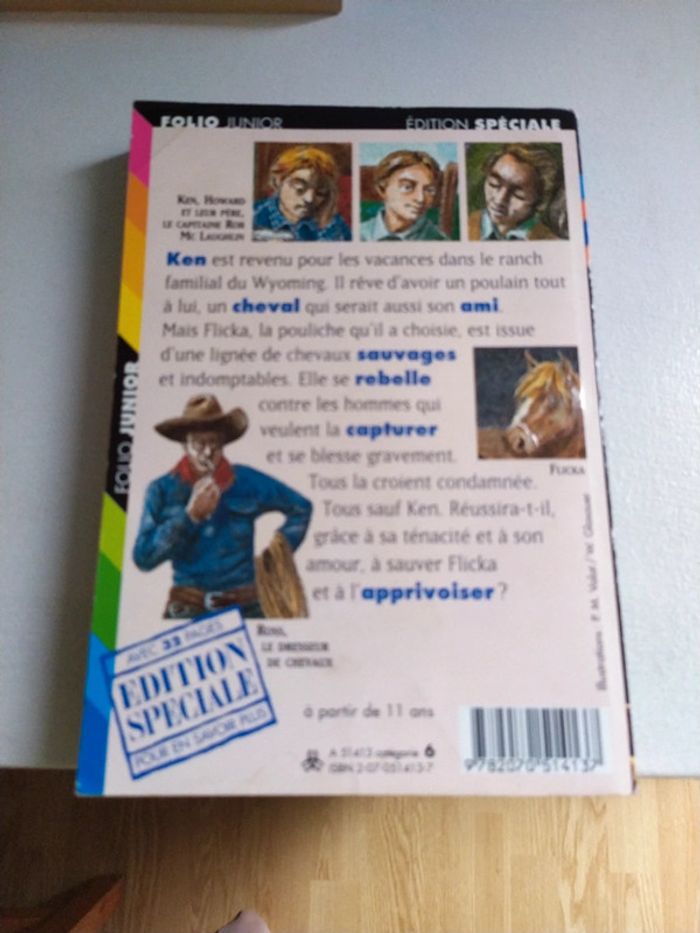 FOLIO JUNIOR
ÉDITION SPÉCIALE
KEN, HOWARD
ET LEUR PÈRE,
LE CAPITAINE ROB
MC LAUGHLIN
Ken est revenu pour les vacances dans le ranch
familial du Wyoming. Il rêve d'avoir un poulain tout
à lui, un cheval qui serait aussi son ami.
Mais Flicka, la pouliche qu'il a choisie, est issue
d'une lignée de chevaux sauvages
et indomptables. Elle se rebelle
contre les hommes qui
veulent la capturer
et se blesse gravement.
FLICKA
Tous la croient condamnée.
Tous sauf Ken. Réussira-t-il,
grâce à sa ténacité et à son
amour, à sauver Flicka
et à l'apprivoiser ?
FOLIO JUNIOR
ROSS,
LE DRESSEUR
DE CHEVAUX
AVEC 32 PAGES
EDITION
SPÉCIALE
POUR EN SAVOIR PLUS
à partir de 11 ans
A 51413 catégorie 6
ISBN 2-07-051413-7
9782070514137
Illustrations : P. M. Valat / W. Glasauer